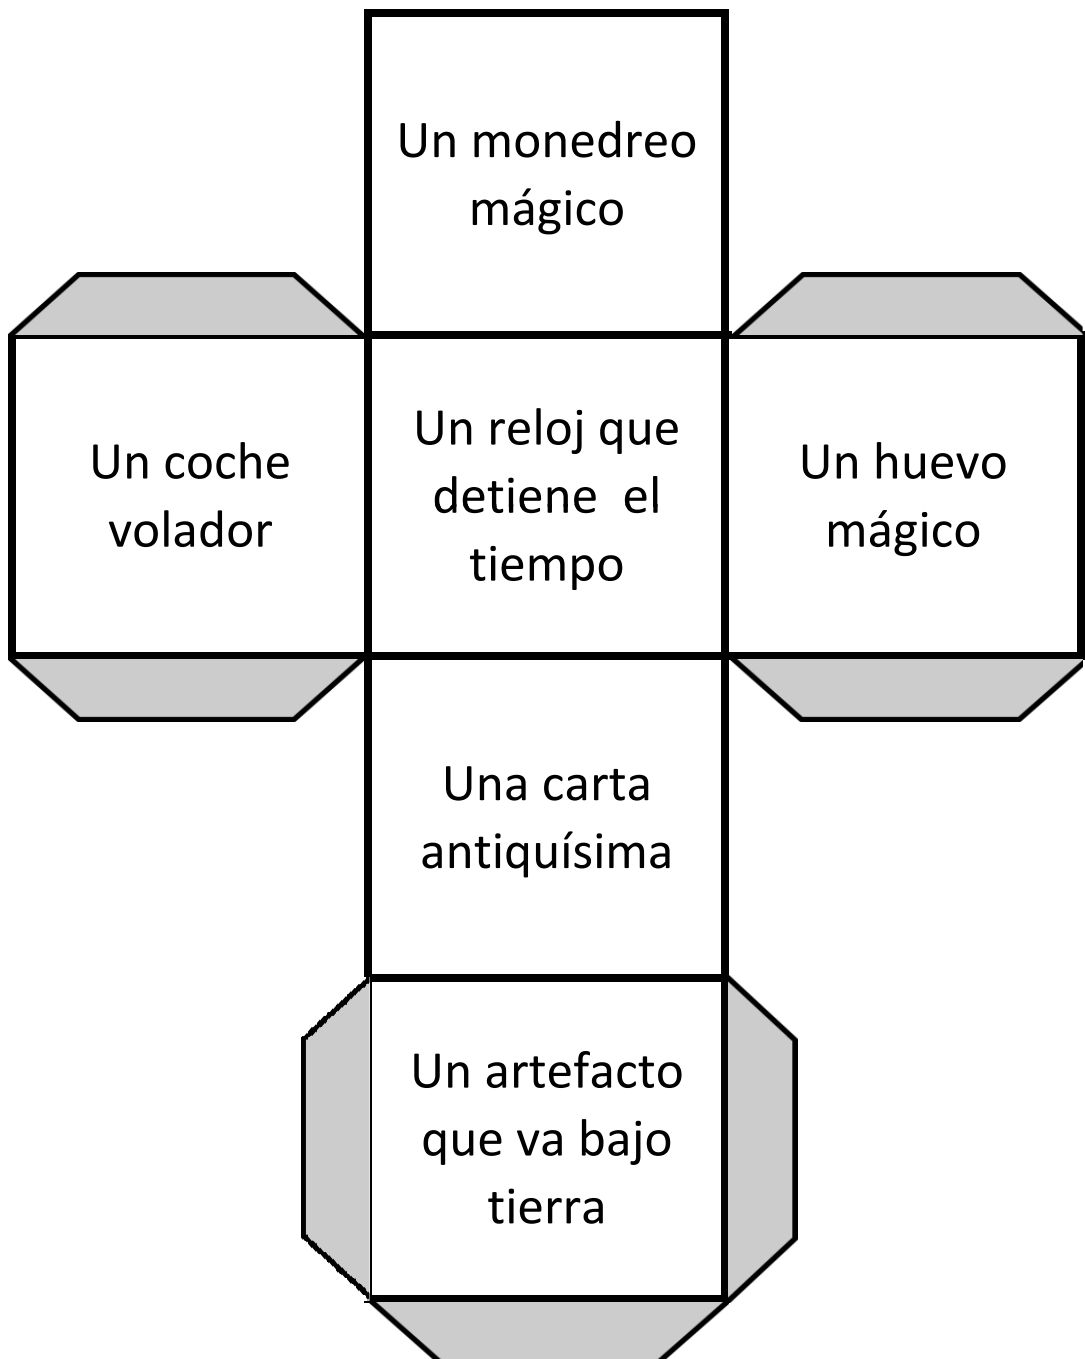 Un monedreo
mágico
Un coche
volador
Un reloj que
detiene  el
tiempo
Un huevo
mágico
Una carta
antiquísima
Un artefacto
que va bajo
tierra